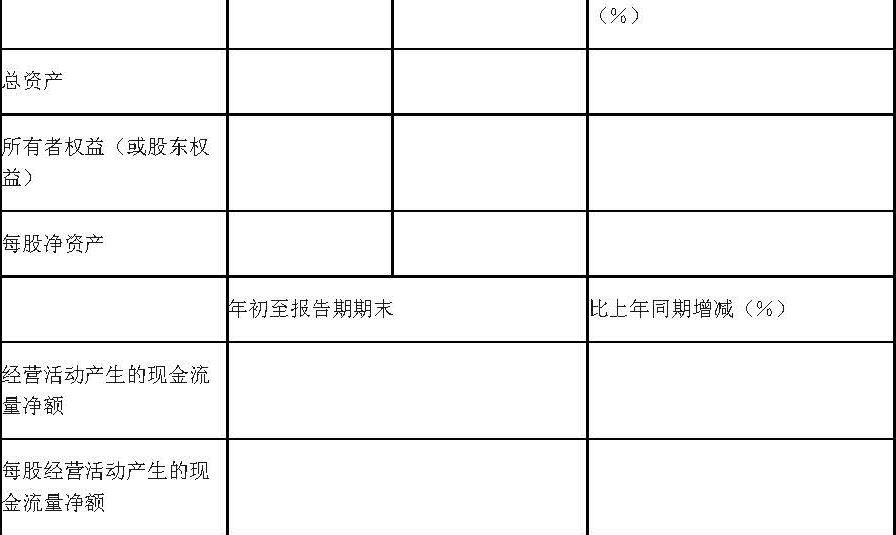 （%）
总资产
所有者权益（或股东权
益）
每股净资产
年初至报告期期末
比上年同期增减（%）
经营活动产生的现金流
量净额
每股经营活动产生的现
金流量净额